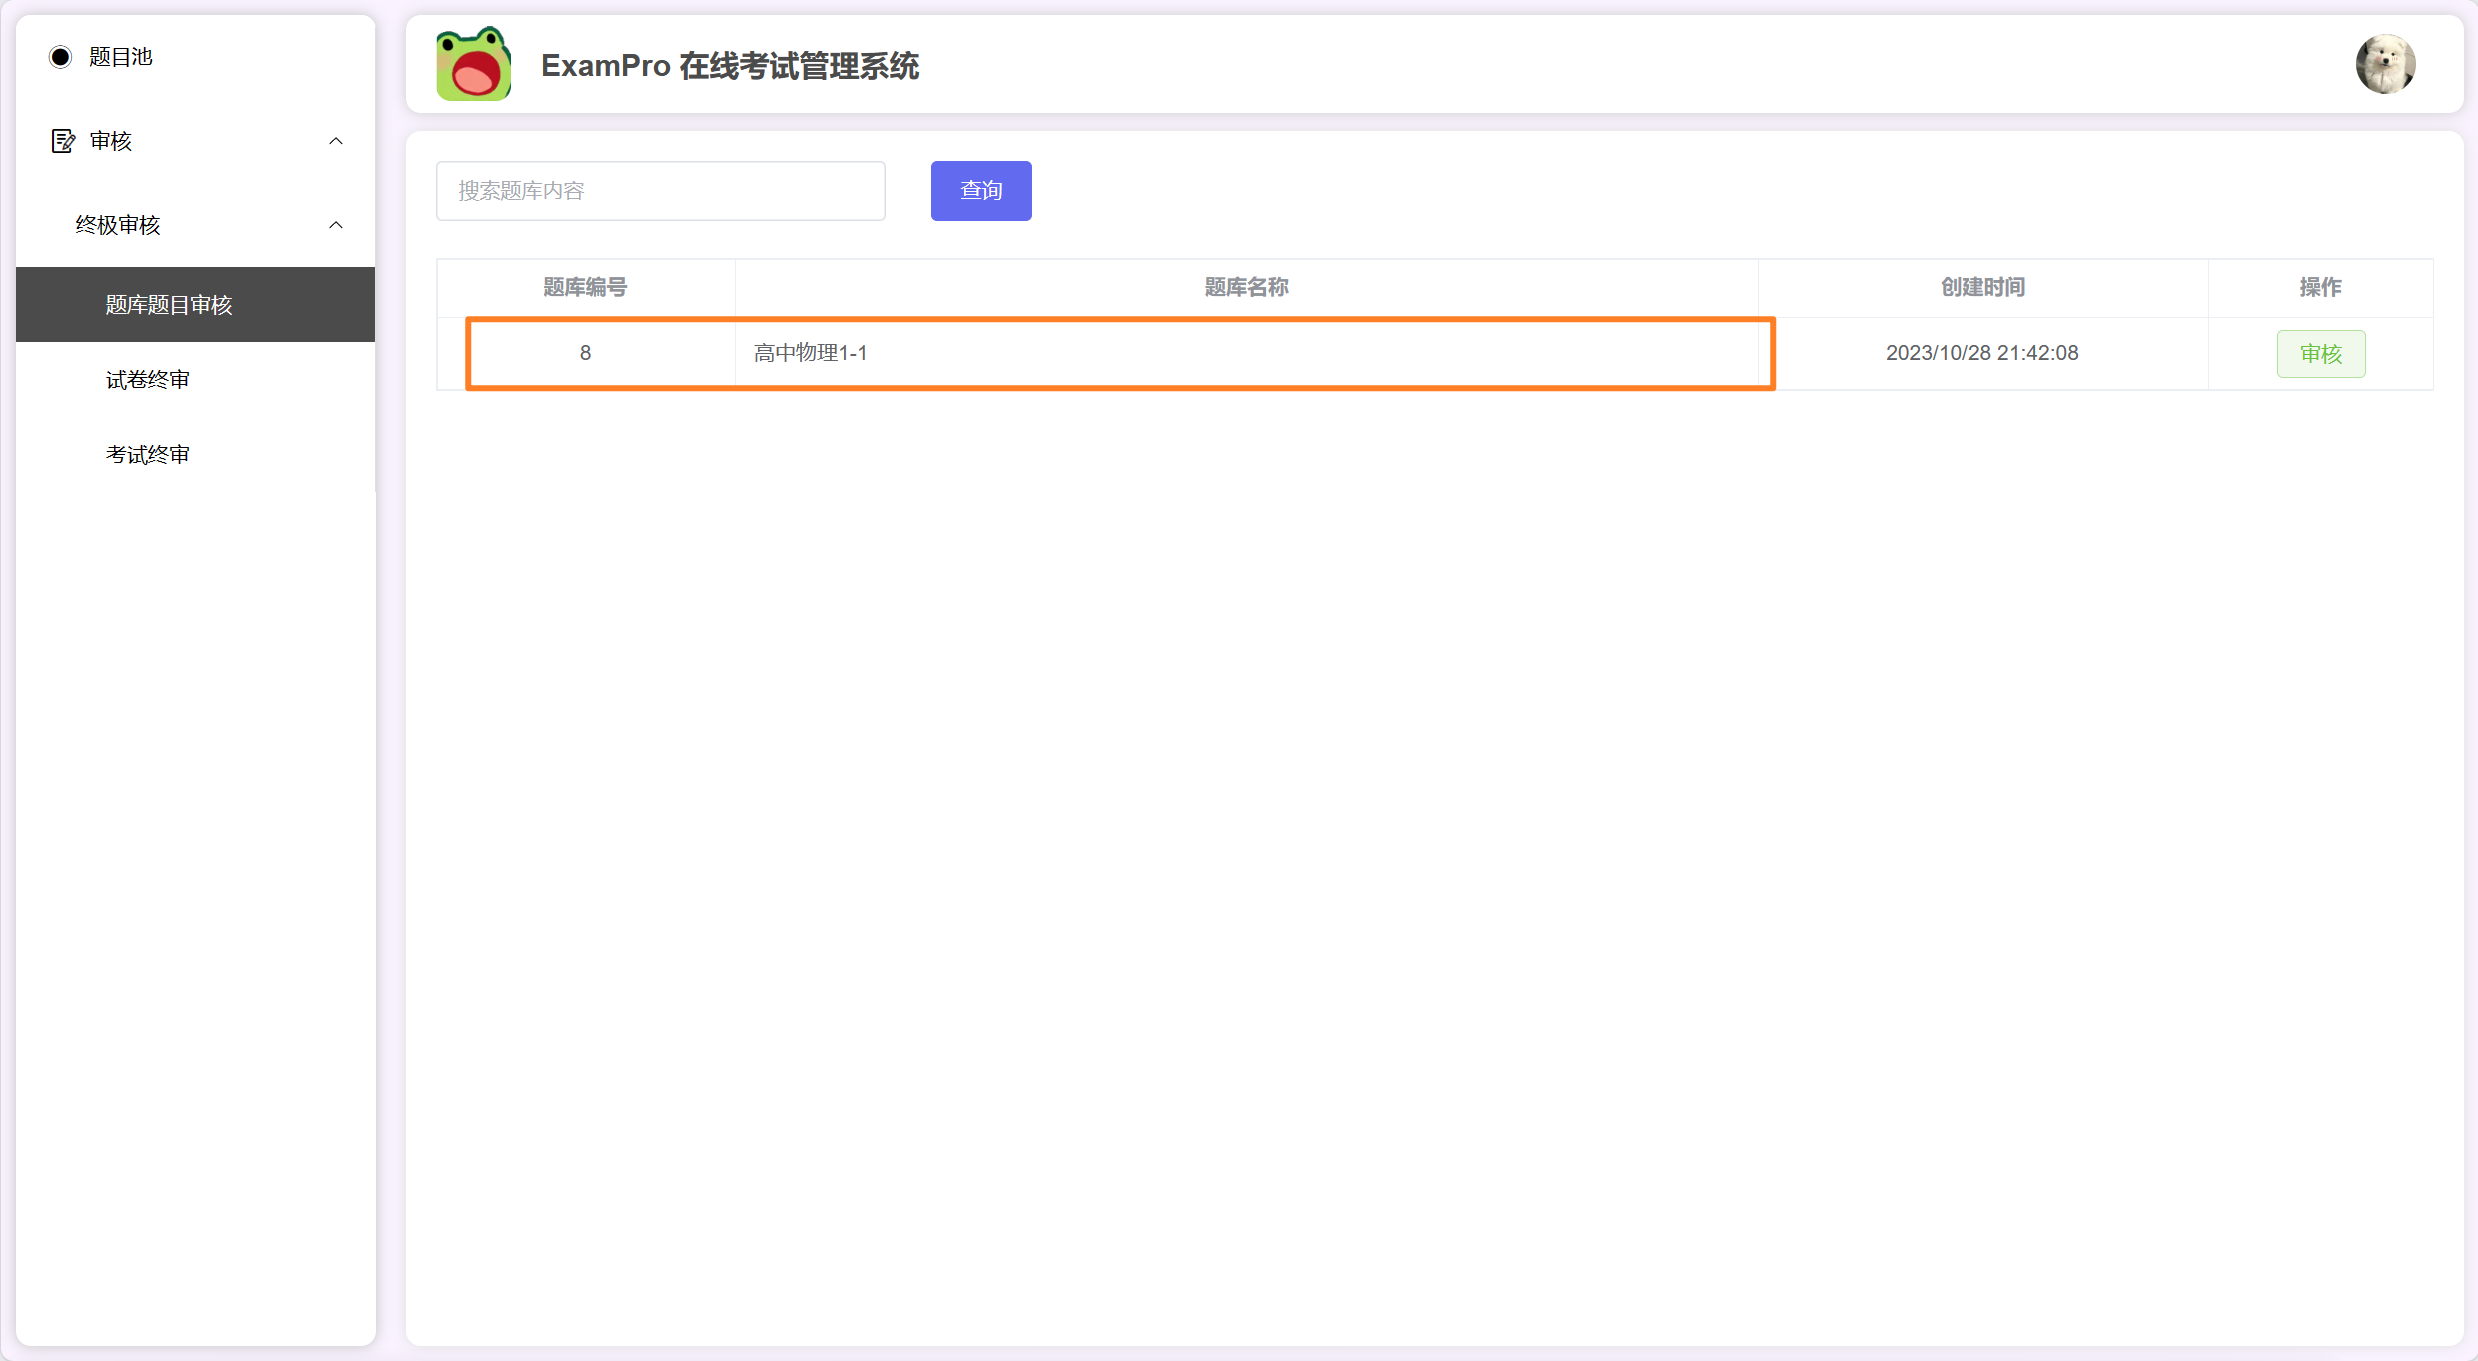 题目池
审核
终极审核
题库题目审核
试卷终审
考试终审
ExamPro 在线考试管理系统
搜索题库内容
查询
题库编号 题库名称 创建时间 操作
8 高中物理1-1 2023/10/28 21:42:08 审核